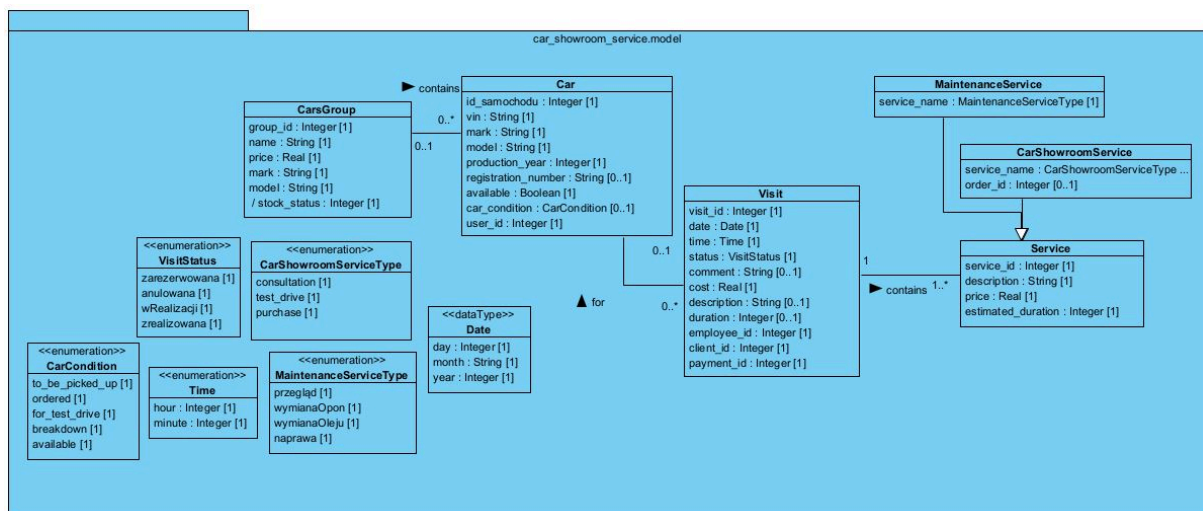 car_showroom_service.model
contains
CarsGroup
group_id : Integer [1]
name : String [1]
price : Real [1]
mark : String [1]
model : String [1]
/ stock_status : Integer [1]
0..*
0..1
Car
id_samochodu : Integer [1]
vin : String [1]
mark : String [1]
model : String [1]
production_year : Integer [1]
registration_number : String [0..1]
available : Boolean [1]
car_condition : CarCondition [0..1]
user_id : Integer [1]
MaintenanceService
service_name : MaintenanceServiceType [1]
CarShowroomService
service_name : CarShowroomServiceType ...
order_id : Integer [0..1]
Visit
visit_id : Integer [1]
date : Date [1]
time : Time [1]
status : VisitStatus [1]
comment : String [0..1]
cost : Real [1]
description : String [0..1]
duration : Integer [0..1]
employee_id : Integer [1]
client_id : Integer [1]
payment_id : Integer [1]
0..1
0..*
for
1
contains
1..*
Service
service_id : Integer [1]
description : String [1]
price : Real [1]
estimated_duration : Integer [1]
<<enumeration>>
VisitStatus
zarezerwowana [1]
anulowana [1]
wRealizacji [1]
zrealizowana [1]
<<enumeration>>
CarShowroomServiceType
consultation [1]
test_drive [1]
purchase [1]
<<dataType>>
Date
day : Integer [1]
month : String [1]
year : Integer [1]
<<enumeration>>
CarCondition
to_be_picked_up [1]
ordered [1]
for_test_drive [1]
breakdown [1]
available [1]
<<enumeration>>
Time
hour : Integer [1]
minute : Integer [1]
<<enumeration>>
MaintenanceServiceType
przegląd [1]
wymianaOpon [1]
wymianaOleju [1]
naprawa [1]